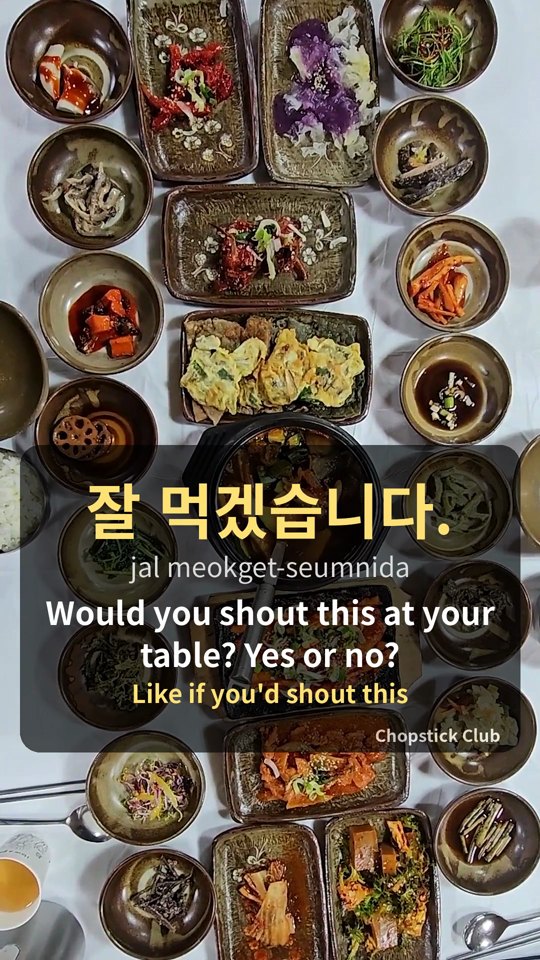 잘 먹겠습니다.
jal meokget-seumnida
Would you shout this at your
table? Yes or no?
Like if you'd shout this
Chopstick Club